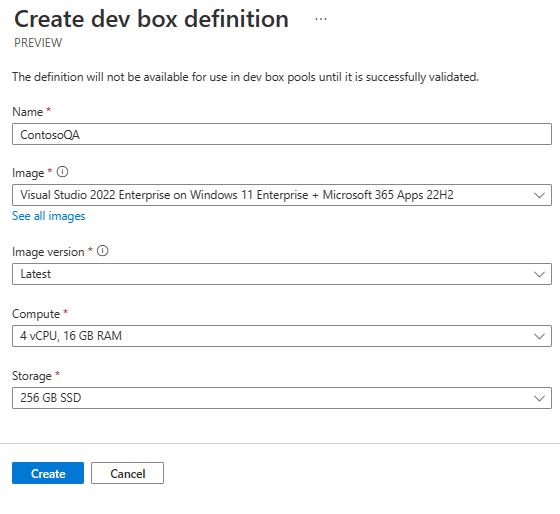 Create dev box definition ...
PREVIEW
The definition will not be available for use in dev box pools until it is successfully validated.
Name *
ContosoQA
Image *
Visual Studio 2022 Enterprise on Windows 11 Enterprise + Microsoft 365 Apps 22H2
See all images
Image version *
Latest
Compute *
4 vCPU, 16 GB RAM
Storage *
256 GB SSD
Create Cancel